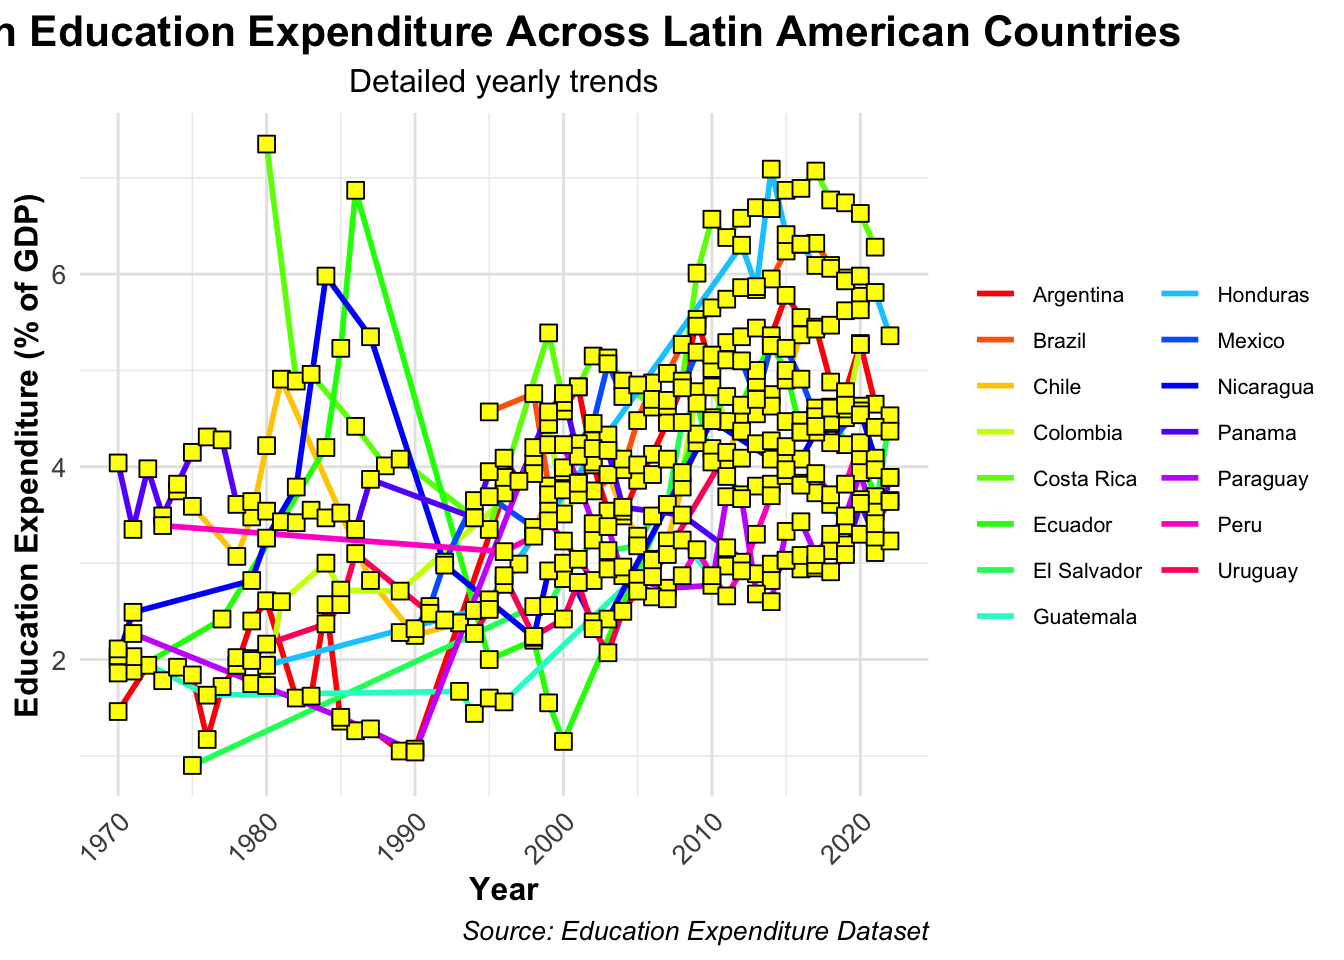 n Education Expenditure Across Latin American Countries
Detailed yearly trends
Education Expenditure (% of GDP)
6
4
2
1970
1980
1990
2000
2010
2020
Year
Argentina
Brazil
Chile
Colombia
Costa Rica
Ecuador
El Salvador
Guatemala
Honduras
Mexico
Nicaragua
Panama
Paraguay
Peru
Uruguay
Source: Education Expenditure Dataset